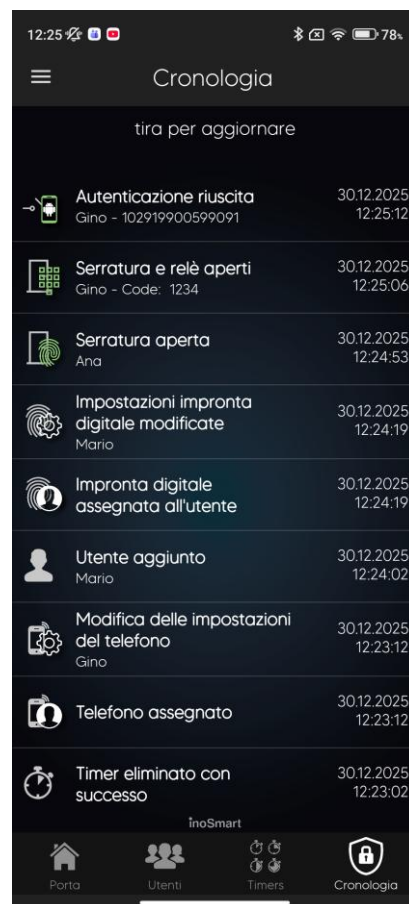 12:25 78%
Cronologia
tira per aggiornare
Autenticazione riuscita 30.12.2025
Gino - 102919900599091 12:25:12
Serratura e relè aperti 30.12.2025
Gino - Code: 1234 12:25:06
Serratura aperta 30.12.2025
Ana 12:24:53
Impostazioni impronta
digitale modificate
Mario
30.12.2025
12:24:19
Impronta digitale 30.12.2025
assegnata all'utente 12:24:19
Utente aggiunto 30.12.2025
Mario 12:24:02
Modifica delle impostazioni
del telefono
Gino
30.12.2025
12:23:12
Telefono assegnato
30.12.2025
12:23:12
Timer eliminato con 30.12.2025
successo 12:23:02
inoSmart
Porta Utenti Timers Cronologia